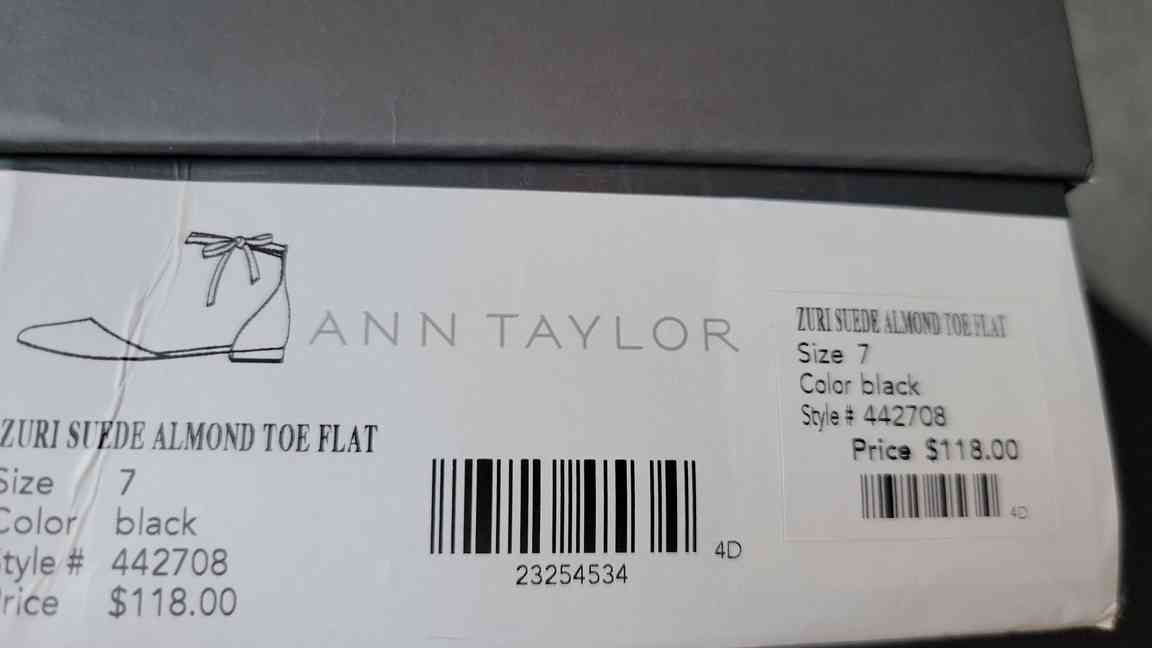 ANN TAYLOR
ZURI SUEDE ALMOND TOE FLAT
Size 7
Color black
Style # 442708
Price $118.00
23254534
4D
ZURI SUEDE ALMOND TOE FLAT
Size 7
Color black
Style # 442708
Price $118.00
4D